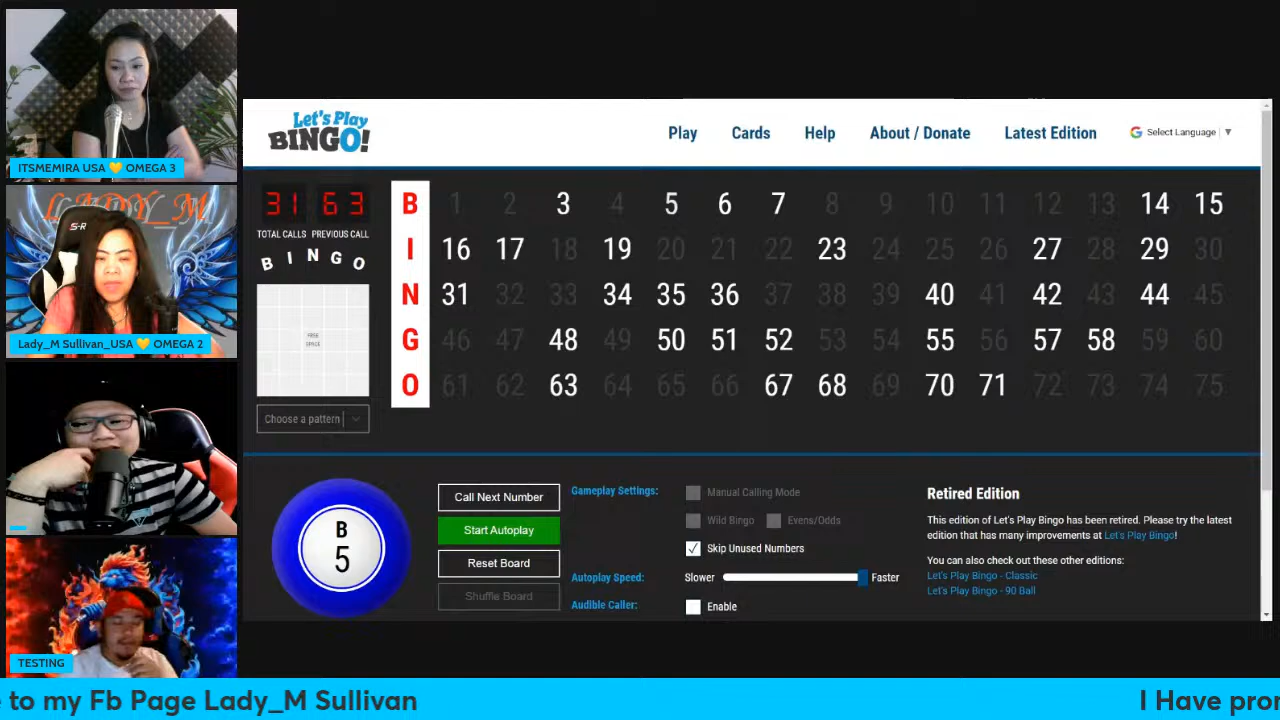 ITSMEMIRA USA 💛 OMEGA 3
LADY_M
S-R
Lady_M Sullivan_USA 💛 OMEGA 2
TESTING
Let's Play
BINGO!
Play Cards Help About / Donate Latest Edition Select Language ▼
31 63
TOTAL CALLS PREVIOUS CALL
B I N G O
FREE
SPACE
Choose a pattern
B 1 2 3 4 5 6 7 8 9 10 11 12 13 14 15
I 16 17 18 19 20 21 22 23 24 25 26 27 28 29 30
N 31 32 33 34 35 36 37 38 39 40 41 42 43 44 45
G 46 47 48 49 50 51 52 53 54 55 56 57 58 59 60
O 61 62 63 64 65 66 67 68 69 70 71 72 73 74 75
B
5
Call Next Number
Start Autoplay
Reset Board
Shuffle Board
Gameplay Settings:
Manual Calling Mode
Wild Bingo Evens/Odds
Skip Unused Numbers
Autoplay Speed: Slower Faster
Audible Caller: Enable
Retired Edition
This edition of Let's Play Bingo has been retired. Please try the latest
edition that has many improvements at Let's Play Bingo!
You can also check out these other editions:
Let's Play Bingo - Classic
Let's Play Bingo - 90 Ball
e to my Fb Page Lady_M Sullivan I Have pro